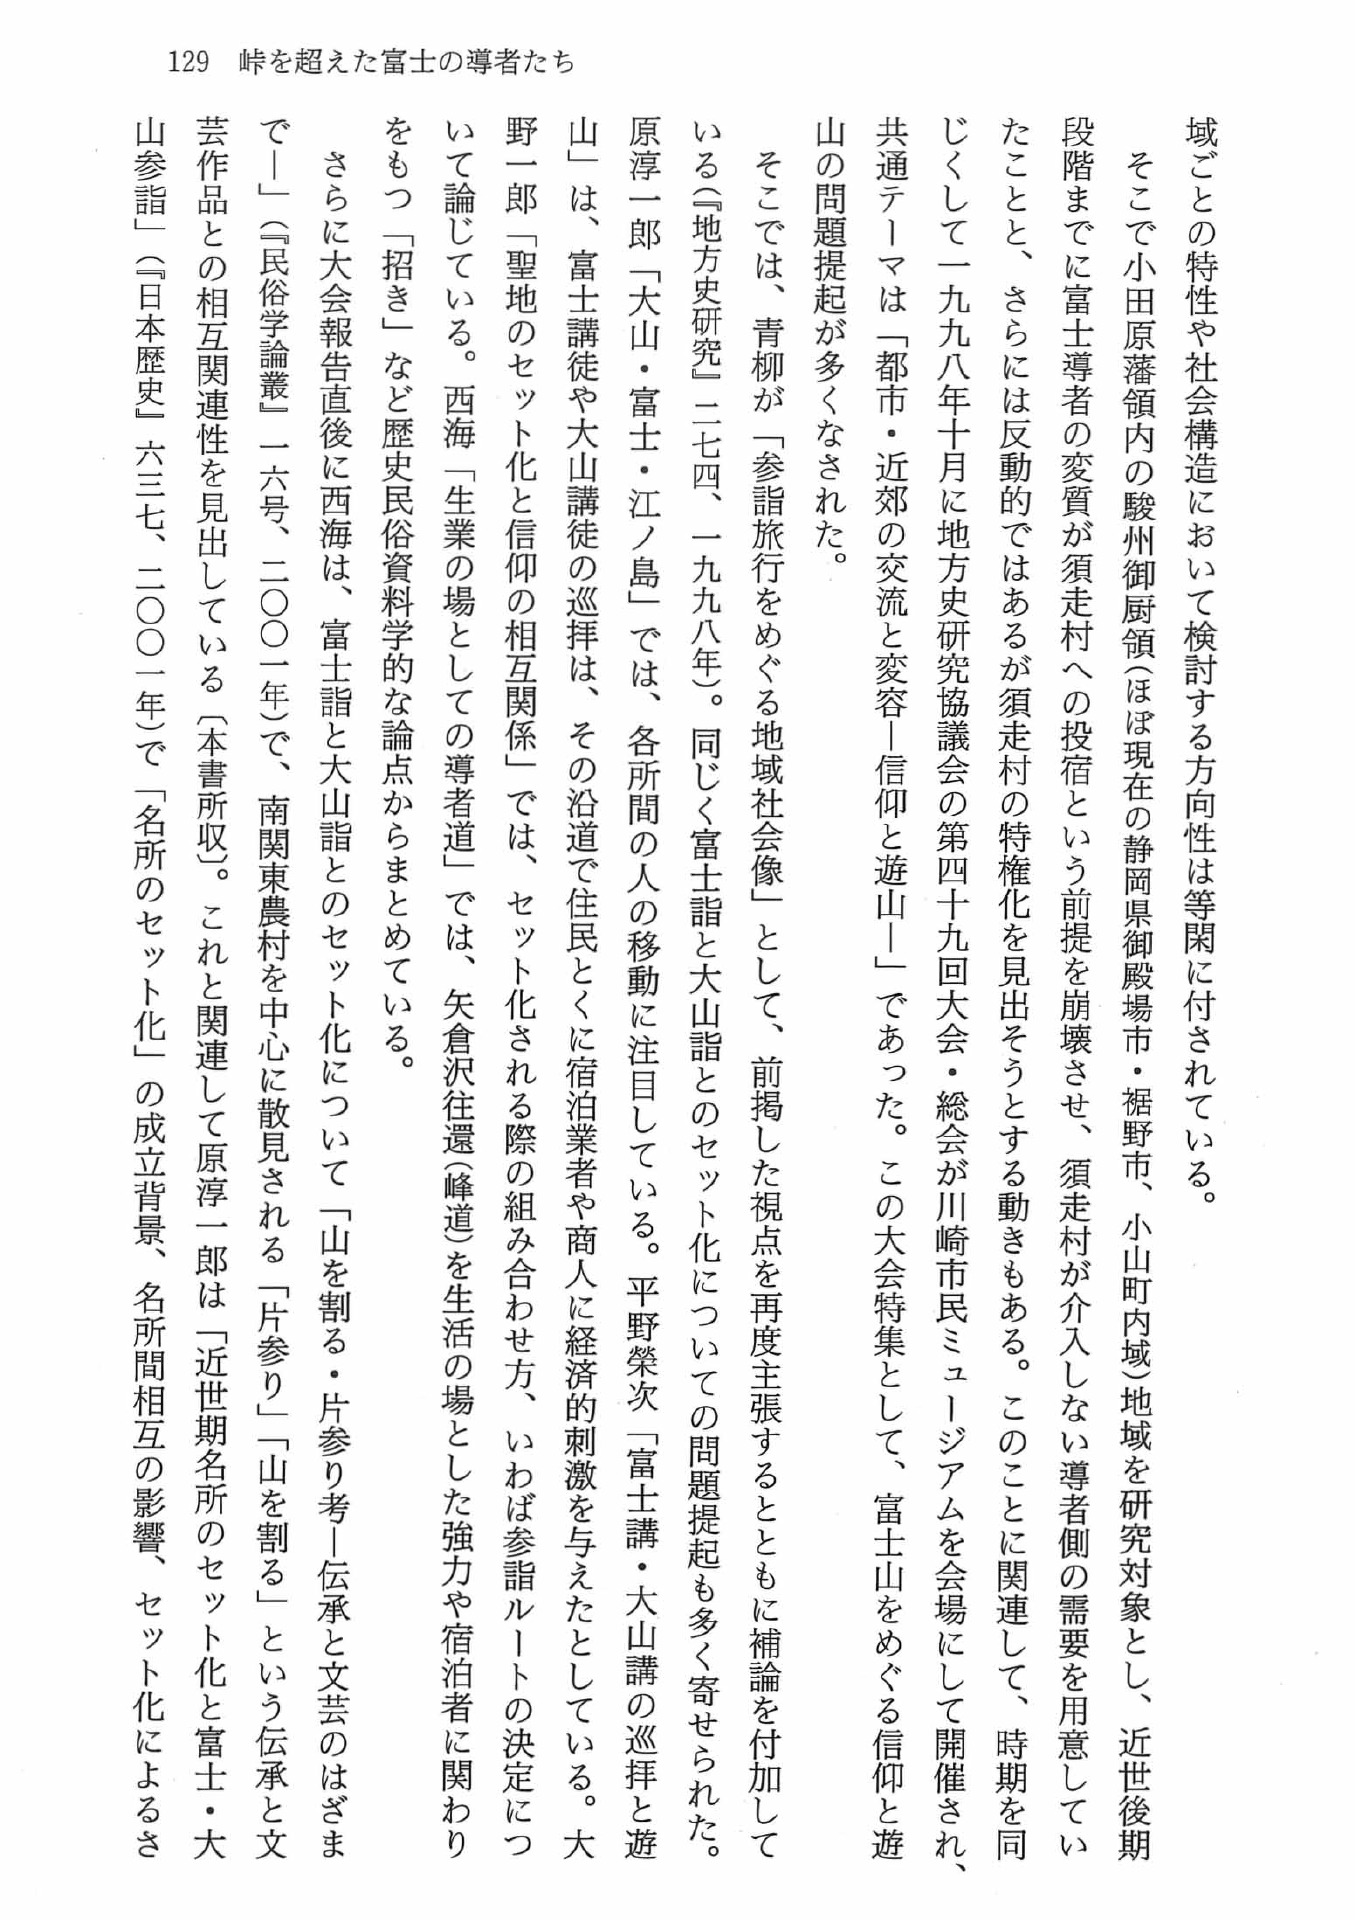 129　峠を超えた富士の導者たち
域ごとの特性や社会構造において検討する方向性は等閑に付されている。
　そこで小田原藩領内の駿州御厨領（ほぼ現在の静岡県御殿場市・裾野市、小山町内域）地域を研究対象とし、近世後期
段階までに富士導者の変質が須走村への投宿という前提を崩壊させ、須走村が介入しない導者側の需要を用意してい
たことと、さらには反動的ではあるが須走村の特権化を見出そうとする動きもある。このことに関連して、時期を同
じくして一九九八年十月に地方史研究協議会の第四十九回大会・総会が川崎市民ミュージアムを会場にして開催され、
共通テーマは「都市・近郊の交流と変容―信仰と遊山―」であった。この大会特集として、富士山をめぐる信仰と遊
山の問題提起が多くなされた。
　そこでは、青柳が「参詣旅行をめぐる地域社会像」として、前掲した視点を再度主張するとともに補論を付加して
いる（『地方史研究』二七四、一九九八年）。同じく富士詣と大山詣とのセット化についての問題提起も多く寄せられた。
原淳一郎「大山・富士・江ノ島」では、各所間の人の移動に注目している。平野榮次「富士講・大山講の巡拝と遊
山」は、富士講徒や大山講徒の巡拝は、その沿道で住民とくに宿泊業者や商人に経済的刺激を与えたとしている。大
野一郎「聖地のセット化と信仰の相互関係」では、セット化される際の組み合わせ方、いわば参詣ルートの決定につ
いて論じている。西海「生業の場としての導者道」では、矢倉沢往還（峰道）を生活の場とした強力や宿泊者に関わり
をもつ「招き」など歴史民俗資料学的な論点からまとめている。
　さらに大会報告直後に西海は、富士詣と大山詣とのセット化について「山を割る・片参り考―伝承と文芸のはざま
で―」（『民俗学論叢』一六号、二〇〇一年）で、南関東農村を中心に散見される「片参り」「山を割る」という伝承と文
芸作品との相互関連性を見出している〔本書所収〕。これと関連して原淳一郎は「近世期名所のセット化と富士・大
山参詣」（『日本歴史』六三七、二〇〇一年）で「名所のセット化」の成立背景、名所間相互の影響、セット化によるさ